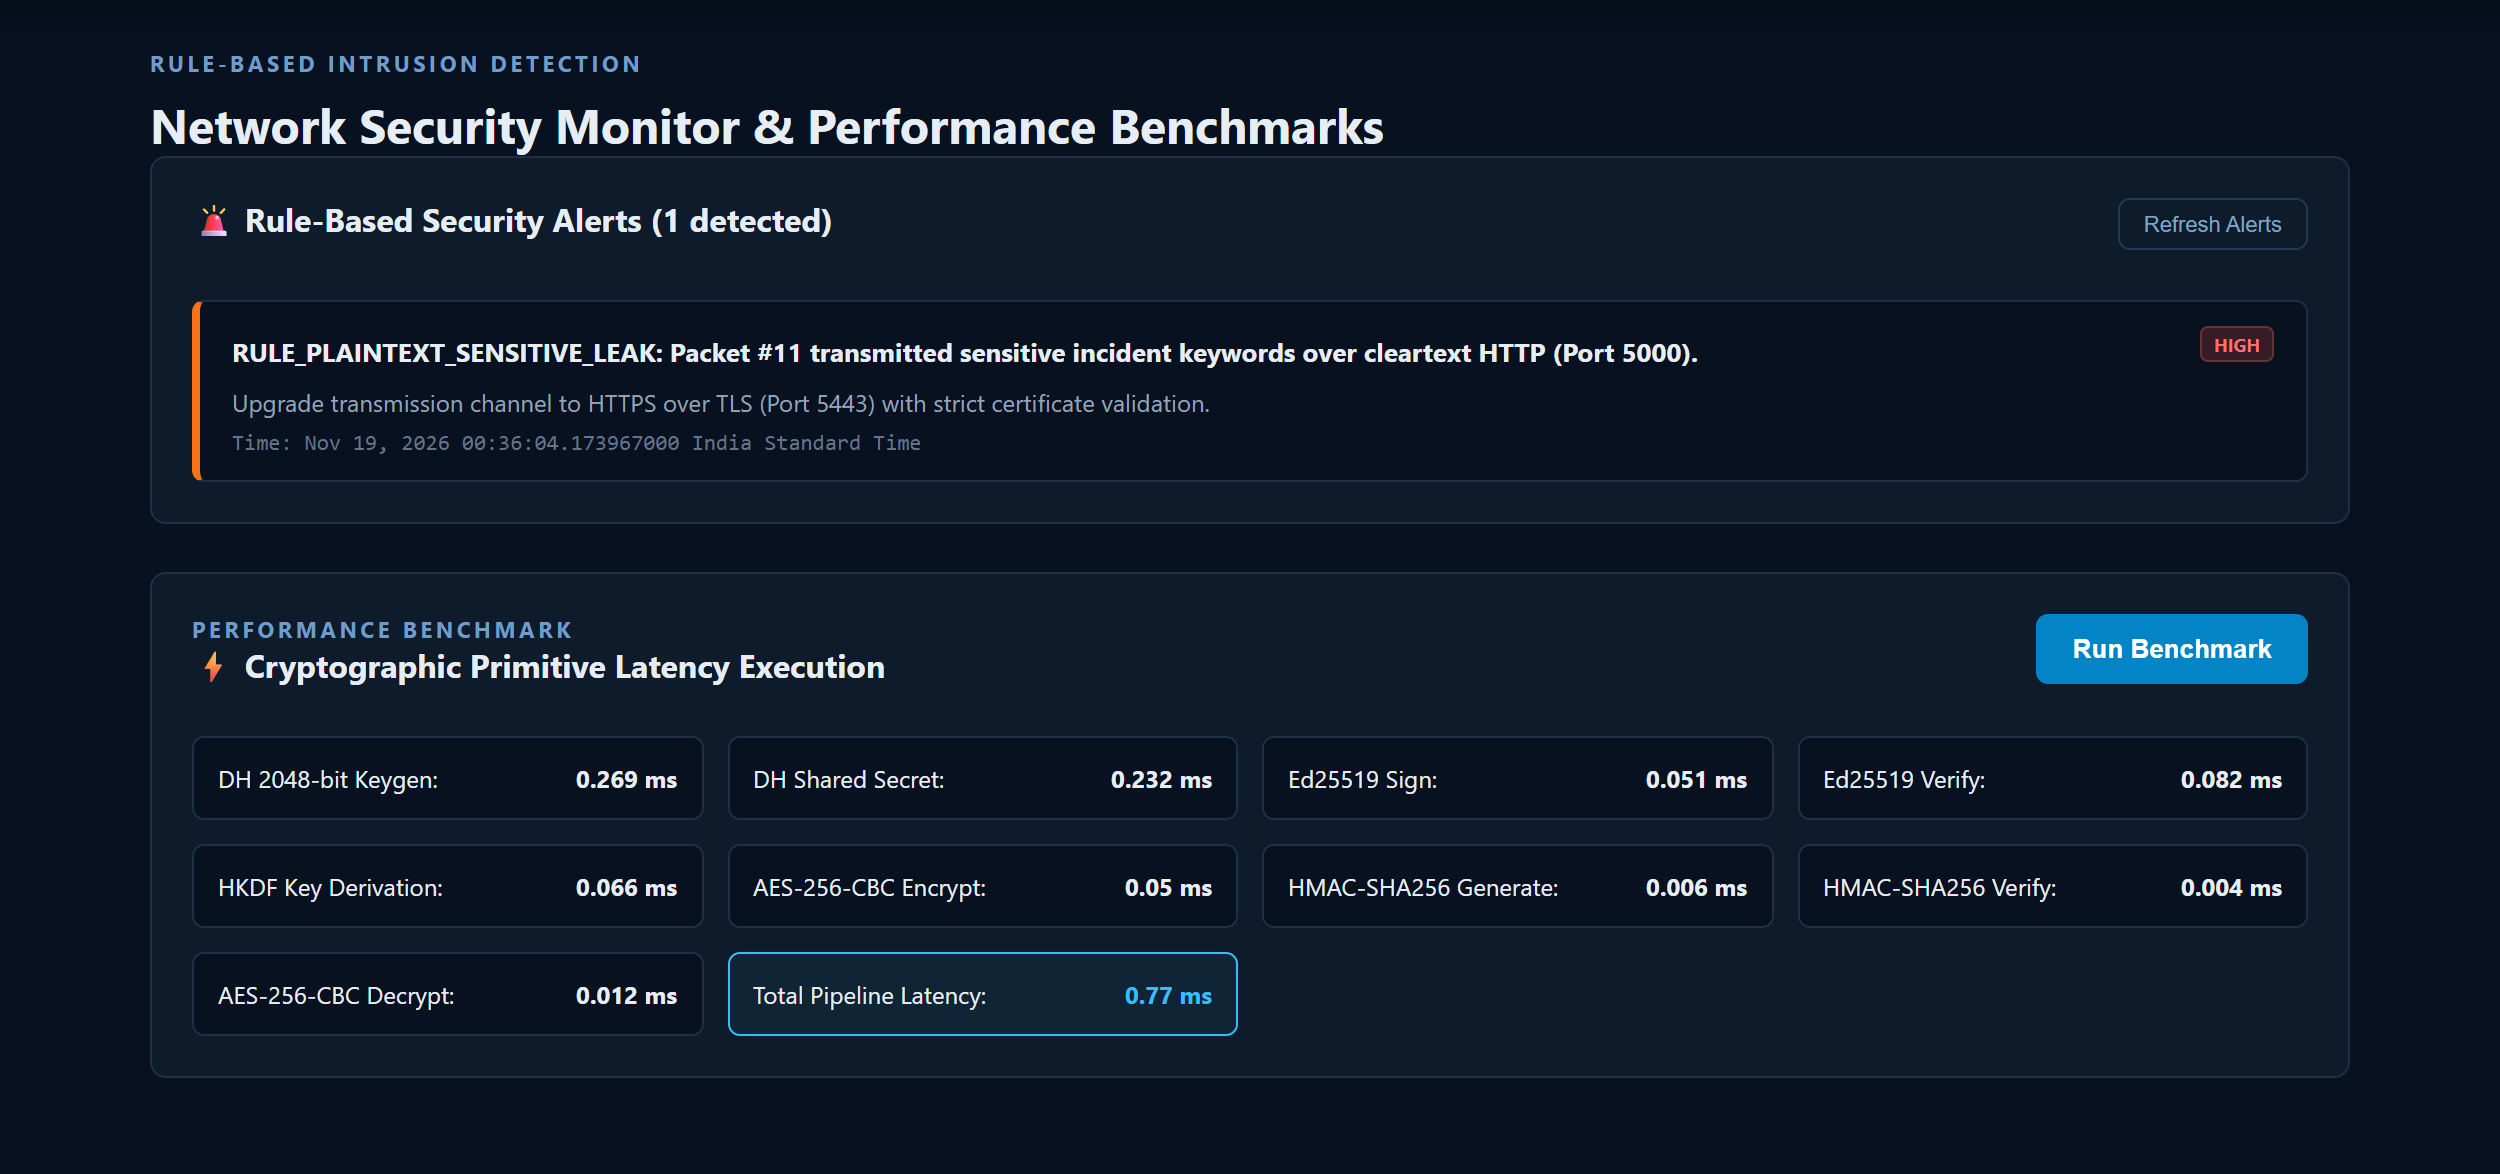 RULE-BASED INTRUSION DETECTION
Network Security Monitor & Performance Benchmarks
Rule-Based Security Alerts (1 detected)
Refresh Alerts
RULE_PLAINTEXT_SENSITIVE_LEAK: Packet #11 transmitted sensitive incident keywords over cleartext HTTP (Port 5000).
HIGH
Upgrade transmission channel to HTTPS over TLS (Port 5443) with strict certificate validation.
Time: Nov 19, 2026 00:36:04.173967000 India Standard Time
PERFORMANCE BENCHMARK
Cryptographic Primitive Latency Execution
Run Benchmark
DH 2048-bit Keygen: 0.269 ms
DH Shared Secret: 0.232 ms
Ed25519 Sign: 0.051 ms
Ed25519 Verify: 0.082 ms
HKDF Key Derivation: 0.066 ms
AES-256-CBC Encrypt: 0.05 ms
HMAC-SHA256 Generate: 0.006 ms
HMAC-SHA256 Verify: 0.004 ms
AES-256-CBC Decrypt: 0.012 ms
Total Pipeline Latency: 0.77 ms